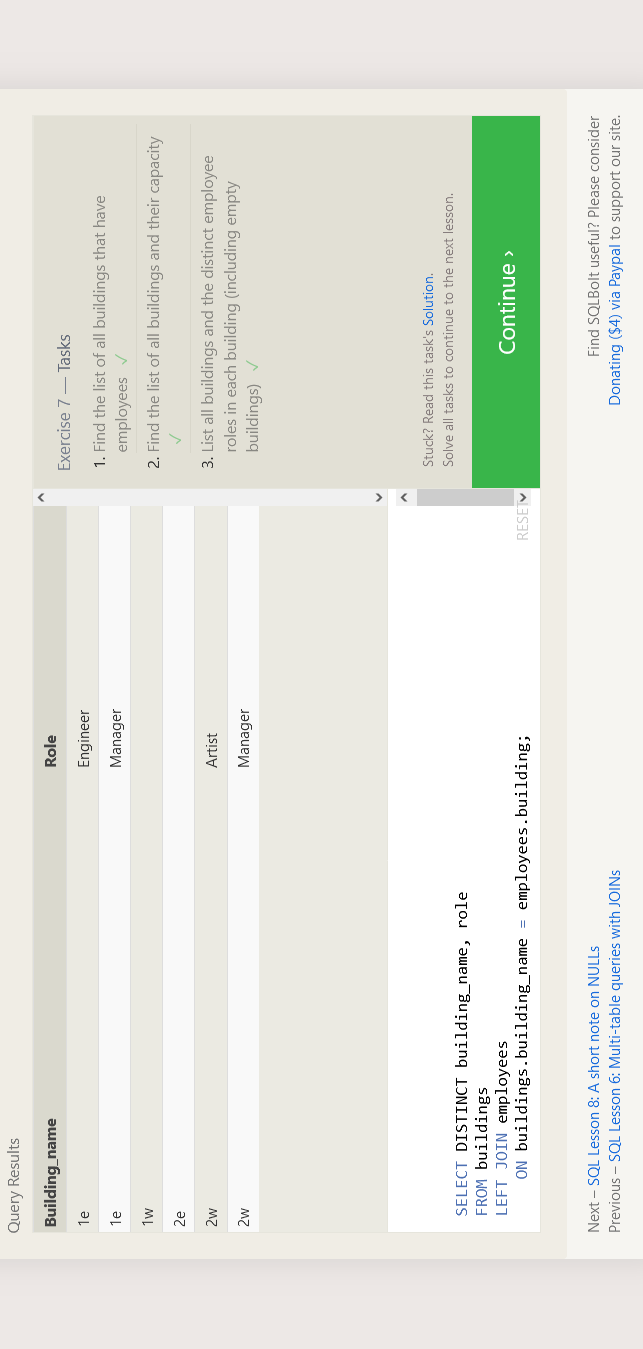 Query Results
Building_name Role
1e Engineer
1e Manager
1w
2e
2w Artist
2w Manager
Exercise 7 — Tasks
1. Find the list of all buildings that have
employees ✓
2. Find the list of all buildings and their capacity
✓
3. List all buildings and the distinct employee
roles in each building (including empty
buildings) ✓
SELECT DISTINCT building_name, role
FROM buildings
LEFT JOIN employees
ON buildings.building_name = employees.building;
RESET
Stuck? Read this task's Solution.
Solve all tasks to continue to the next lesson.
Continue ›
Next – SQL Lesson 8: A short note on NULLs
Previous – SQL Lesson 6: Multi-table queries with JOINs
Find SQLBolt useful? Please consider
Donating ($4) via Paypal to support our site.